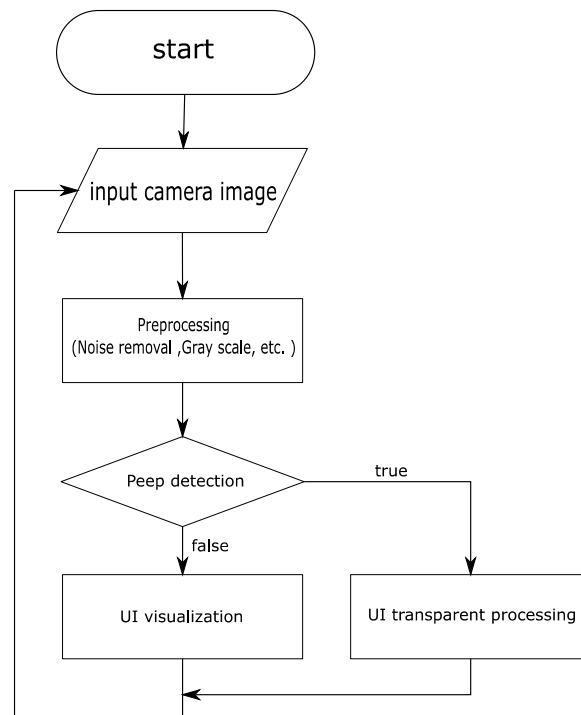 start
input camera image
Preprocessing
(Noise removal ,Gray scale, etc. )
Peep detection
true
false
UI visualization
UI transparent processing